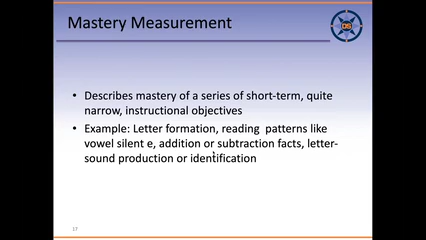 Mastery Measurement
• Describes mastery of a series of short-term, quite
narrow, instructional objectives
• Example: Letter formation, reading  patterns like
vowel silent e, addition or subtraction facts, letter-
sound production or identification
17